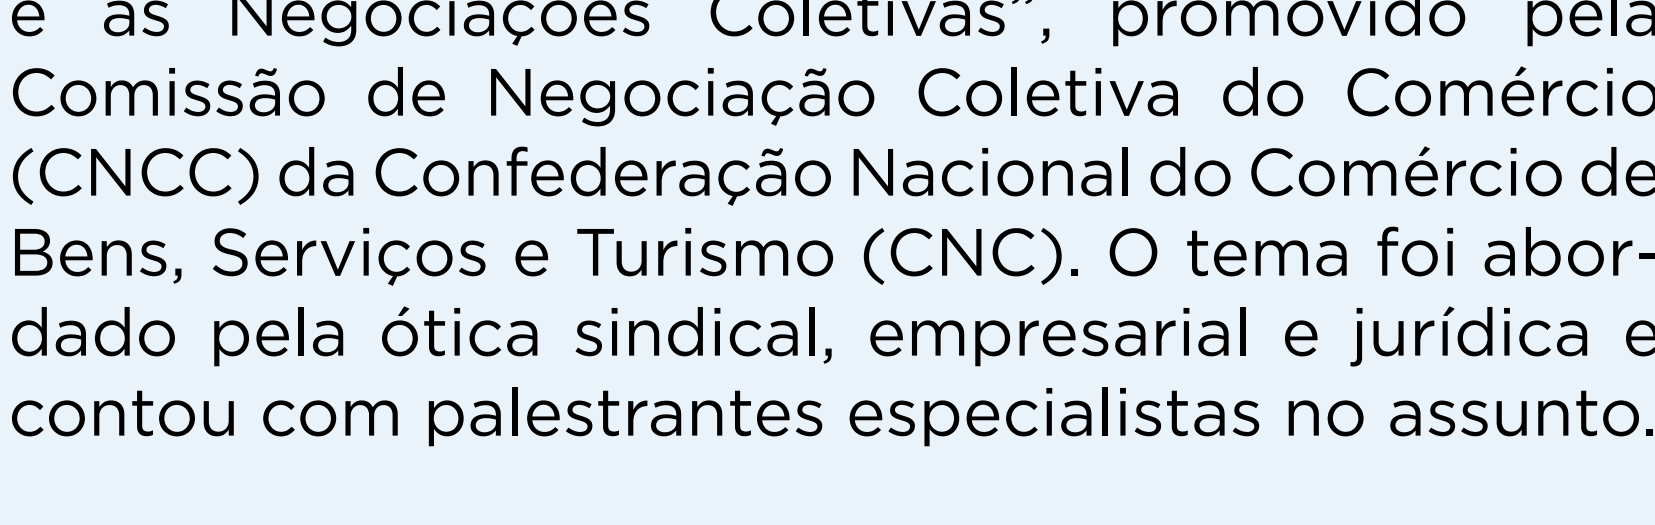 e as Negociações Coletivas”, promovido pela
Comissão de Negociação Coletiva do Comércio
(CNCC) da Confederação Nacional do Comércio de
Bens, Serviços e Turismo (CNC). O tema foi abor-
dado pela ótica sindical, empresarial e jurídica e
contou com palestrantes especialistas no assunto.